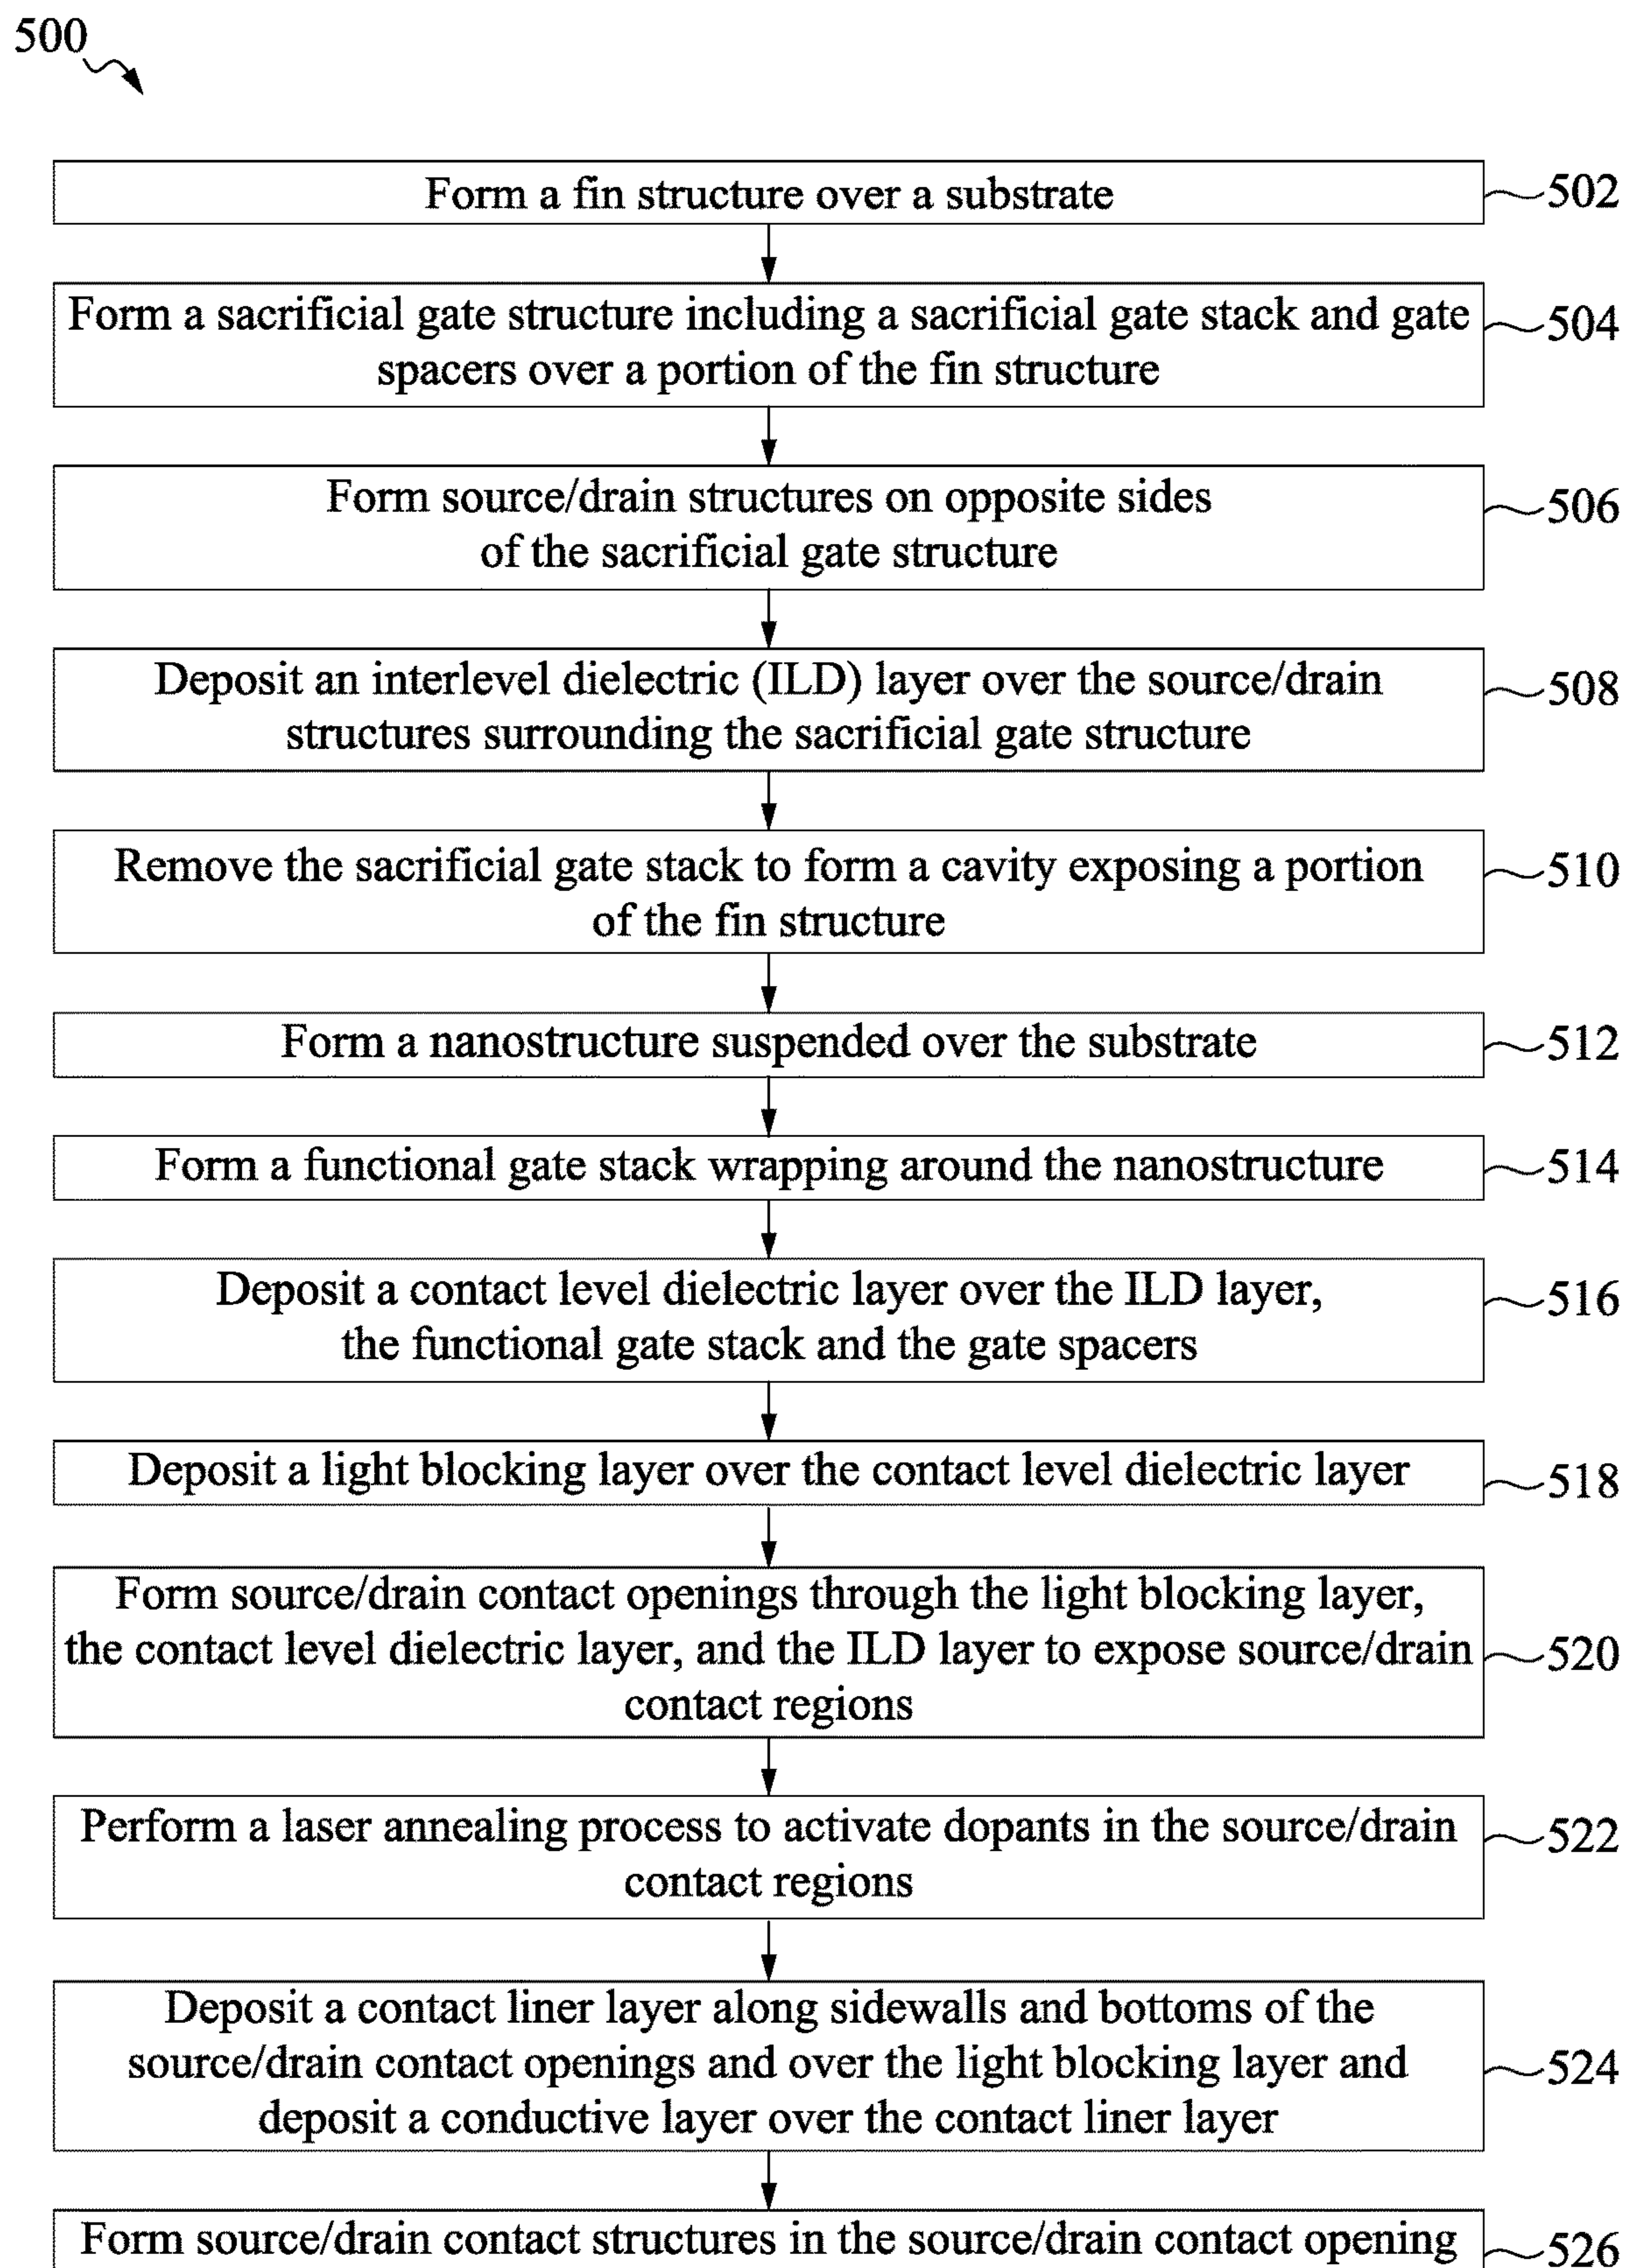 500
Form a fin structure over a substrate
502
Form a sacrificial gate structure including a sacrificial gate stack and gate
spacers over a portion of the fin structure
504
Form source/drain structures on opposite sides
of the sacrificial gate structure
506
Deposit an interlevel dielectric (ILD) layer over the source/drain
structures surrounding the sacrificial gate structure
508
Remove the sacrificial gate stack to form a cavity exposing a portion
of the fin structure
510
Form a nanostructure suspended over the substrate
512
Form a functional gate stack wrapping around the nanostructure
514
Deposit a contact level dielectric layer over the ILD layer,
the functional gate stack and the gate spacers
516
Deposit a light blocking layer over the contact level dielectric layer
518
Form source/drain contact openings through the light blocking layer,
the contact level dielectric layer, and the ILD layer to expose source/drain
contact regions
520
Perform a laser annealing process to activate dopants in the source/drain
contact regions
522
Deposit a contact liner layer along sidewalls and bottoms of the
source/drain contact openings and over the light blocking layer and
deposit a conductive layer over the contact liner layer
524
Form source/drain contact structures in the source/drain contact opening
526